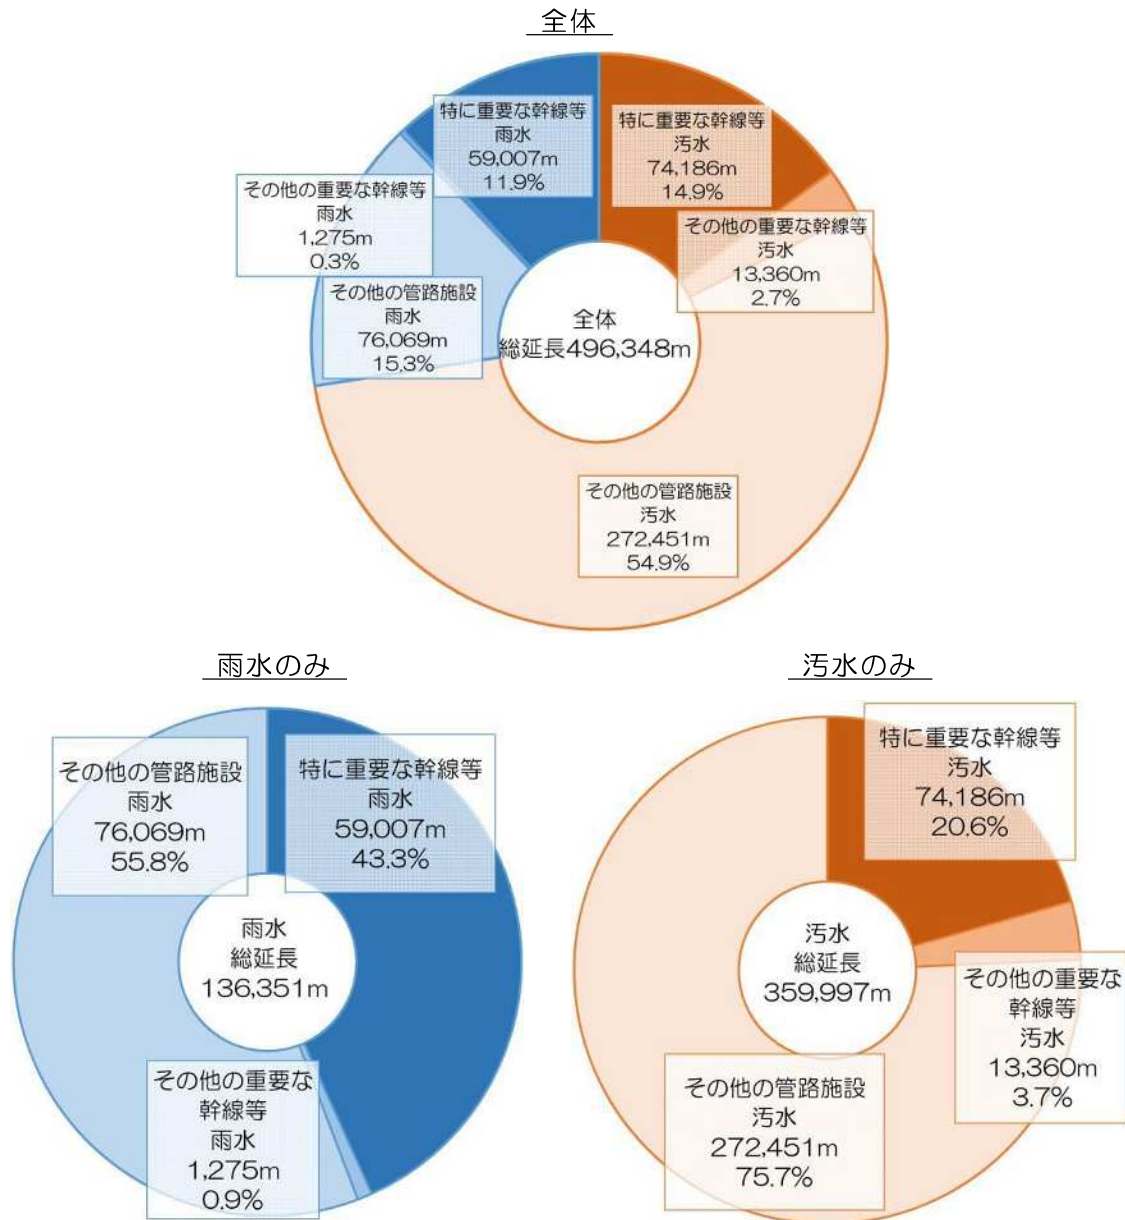 全体
特に重要な幹線等
雨水
59,007m
11.9%
特に重要な幹線等
汚水
74,186m
14.9%
その他の重要な幹線等
雨水
1,275m
0.3%
その他の重要な幹線等
汚水
13,360m
2.7%
その他の管路施設
雨水
76,069m
15.3%
全体
総延長496,348m
その他の管路施設
汚水
272,451m
54.9%
雨水のみ
その他の管路施設
雨水
76,069m
55.8%
特に重要な幹線等
雨水
59,007m
43.3%
雨水
総延長
136,351m
その他の重要な
幹線等
雨水
1,275m
0.9%
汚水のみ
特に重要な幹線等
汚水
74,186m
20.6%
汚水
総延長
359,997m
その他の重要な
幹線等
汚水
13,360m
3.7%
その他の管路施設
汚水
272,451m
75.7%